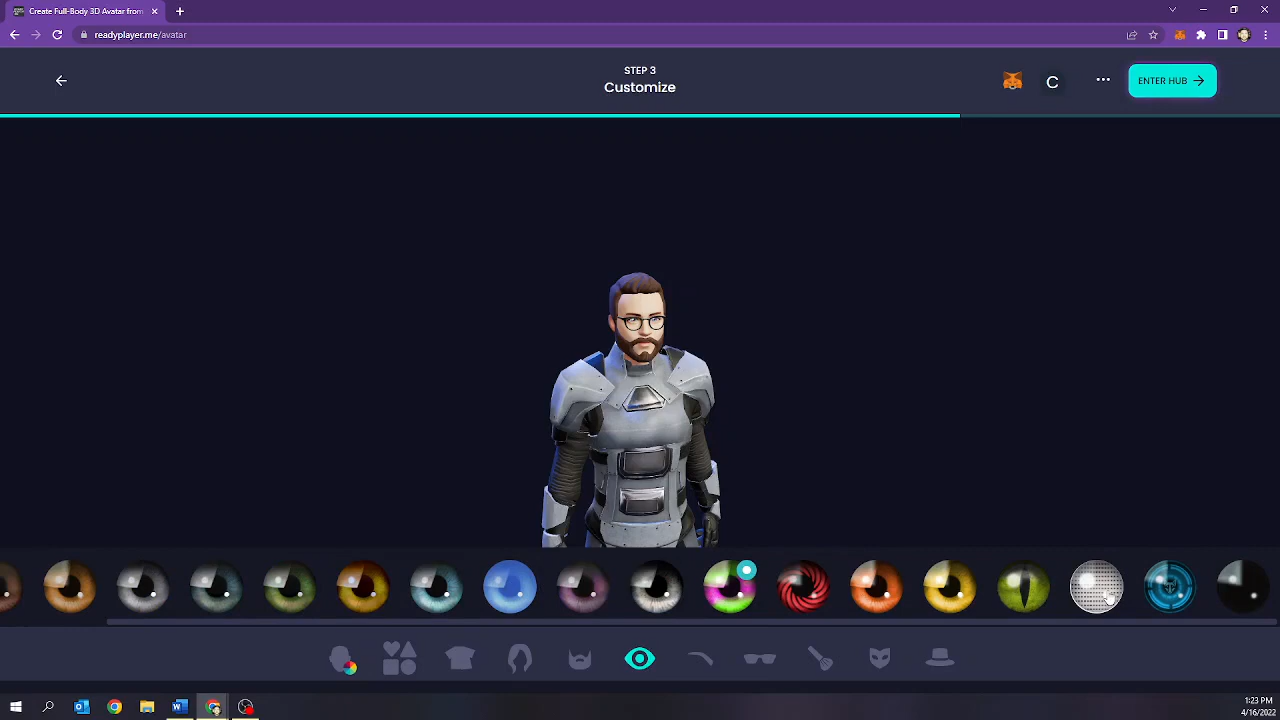 Create Full-Body 3D Avatar from
readyplayer.me/avatar
STEP 3
Customize
C
ENTER HUB
1:23 PM
4/16/2022